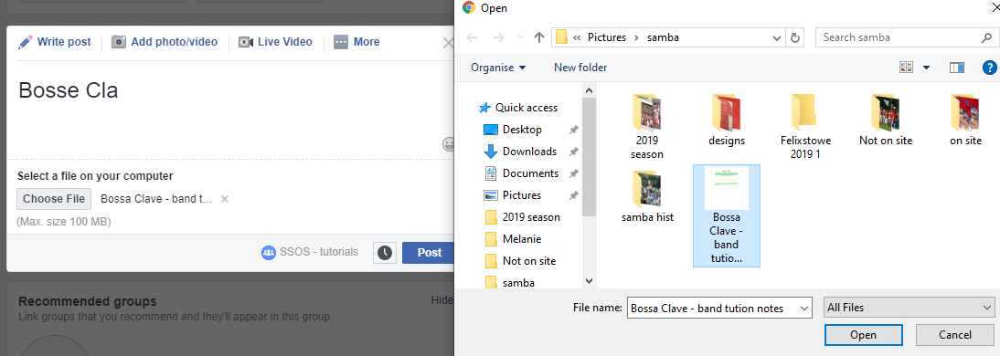 Write post Add photo/video Live Video More
Bosse Cla
Select a file on your computer
Choose File Bossa Clave - band t...
(Max. size 100 MB)
SSOS - tutorials Post
Recommended groups Hide
Link groups that you recommend and they'll appear in this group.
Open
« Pictures > samba Search samba
Organise New folder
Quick access
Desktop
Downloads
Documents
Pictures
2019 season
Melanie
Not on site
samba
2019
season
designs
Felixstowe
2019 1
Not on site
on site
samba hist
Bossa
Clave -
band
tutio...
File name: Bossa Clave - band tution notes All Files
Open Cancel